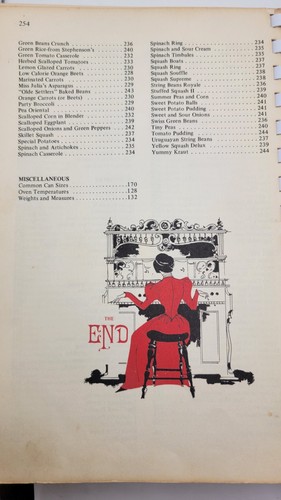 254
Green Beans Crunch . . . . . . . . . . . . . . . 236
Green Rice-from Stephenson's . . . . . . . . 240
Green Tomato Casserole . . . . . . . . . . . . 243
Herbed Scalloped Tomatoes . . . . . . . . . 233
Lemon Glazed Carrots . . . . . . . . . . . . . 230
Low Calorie Orange Beets . . . . . . . . . . 228
Marinated Carrots . . . . . . . . . . . . . . . . 230
Miss Julia's Asparagus . . . . . . . . . . . . . 229
"Olde Settlers" Baked Beans . . . . . . . . . 243
Orange Carrots (or Beets) . . . . . . . . . . . 230
Party Broccoli . . . . . . . . . . . . . . . . . . . 229
Pea Oriental . . . . . . . . . . . . . . . . . . . . 240
Scalloped Corn in Blender . . . . . . . . . . 232
Scalloped Eggplant . . . . . . . . . . . . . . . 239
Scalloped Onions and Green Peppers . . . 242
Skillet Squash . . . . . . . . . . . . . . . . . . 237
Special Potatoes . . . . . . . . . . . . . . . . . 234
Spinach and Artichokes . . . . . . . . . . . . 235
Spinach Casserole . . . . . . . . . . . . . . . . 234
Spinach Ring . . . . . . . . . . . . . . . . . . . 234
Spinach and Sour Cream . . . . . . . . . . . 235
Spinach Timbales . . . . . . . . . . . . . . . . 235
Squash Boats . . . . . . . . . . . . . . . . . . . 237
Squash Ring . . . . . . . . . . . . . . . . . . . . 237
Squash Souffle . . . . . . . . . . . . . . . . . . 238
Squash Supreme . . . . . . . . . . . . . . . . . 238
String Beans Royale . . . . . . . . . . . . . . 236
Stuffed Squash II . . . . . . . . . . . . . . . . 239
Summer Peas and Corn . . . . . . . . . . . . 240
Sweet Potato Balls . . . . . . . . . . . . . . . 241
Sweet Potato Pudding . . . . . . . . . . . . . 241
Sweet and Sour Onions . . . . . . . . . . . . 241
Swiss Green Beans . . . . . . . . . . . . . . . 236
Tiny Peas . . . . . . . . . . . . . . . . . . . . . . 240
Tomato Pudding . . . . . . . . . . . . . . . . . 244
Uruguayan String Beans . . . . . . . . . . . . 237
Yellow Squash Delux . . . . . . . . . . . . . . 239
Yummy Kraut . . . . . . . . . . . . . . . . . . . 244
MISCELLANEOUS
Common Can Sizes . . . . . . . . . . . . . . . 170
Oven Temperatures . . . . . . . . . . . . . . . 128
Weights and Measures . . . . . . . . . . . . . 132
THE
END